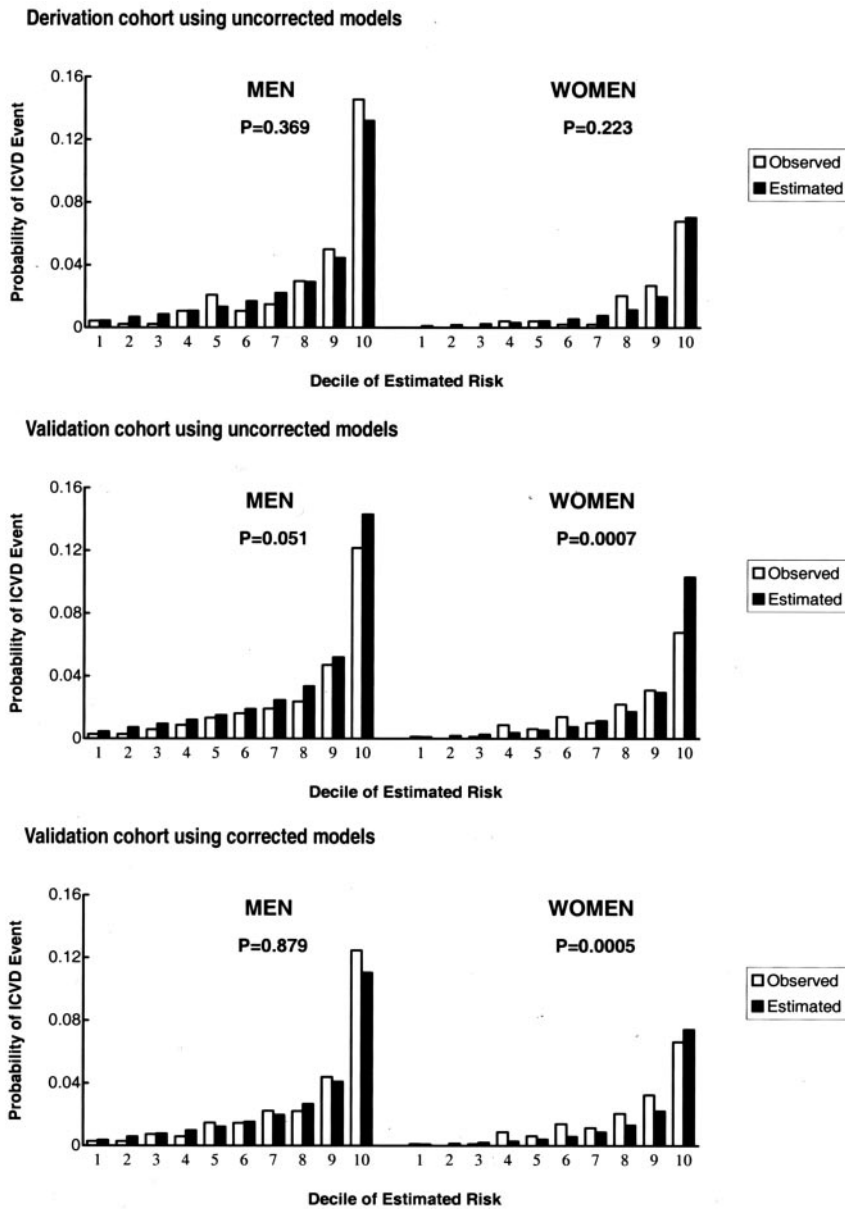 Derivation cohort using uncorrected models
0.16
0.12
0.04
0
Probability of ICVD Event
MEN
P=0.369
WOMEN
P=0.223
Observed
Estimated
1 2 3 4 5 6 7 8 9 10 1 2 3 4 5 6 7 8 9 10
Decile of Estimated Risk
Validation cohort using uncorrected models
0.16
0.12
0.08
0.04
0
Probability of ICVD Event
MEN
P=0.051
WOMEN
P=0.0007
Observed
Estimated
1 2 3 4 5 6 7 8 9 10 1 2 3 4 5 6 7 8 9 10
Decile of Estimated Risk
Validation cohort using corrected models
0.16
0.12
0.08
0.04
0
Probability of ICVD Event
MEN
P=0.879
WOMEN
P=0.0005
Observed
Estimated
1 2 3 4 5 6 7 8 9 10 1 2 3 4 5 6 7 8 9 10
Decile of Estimated Risk